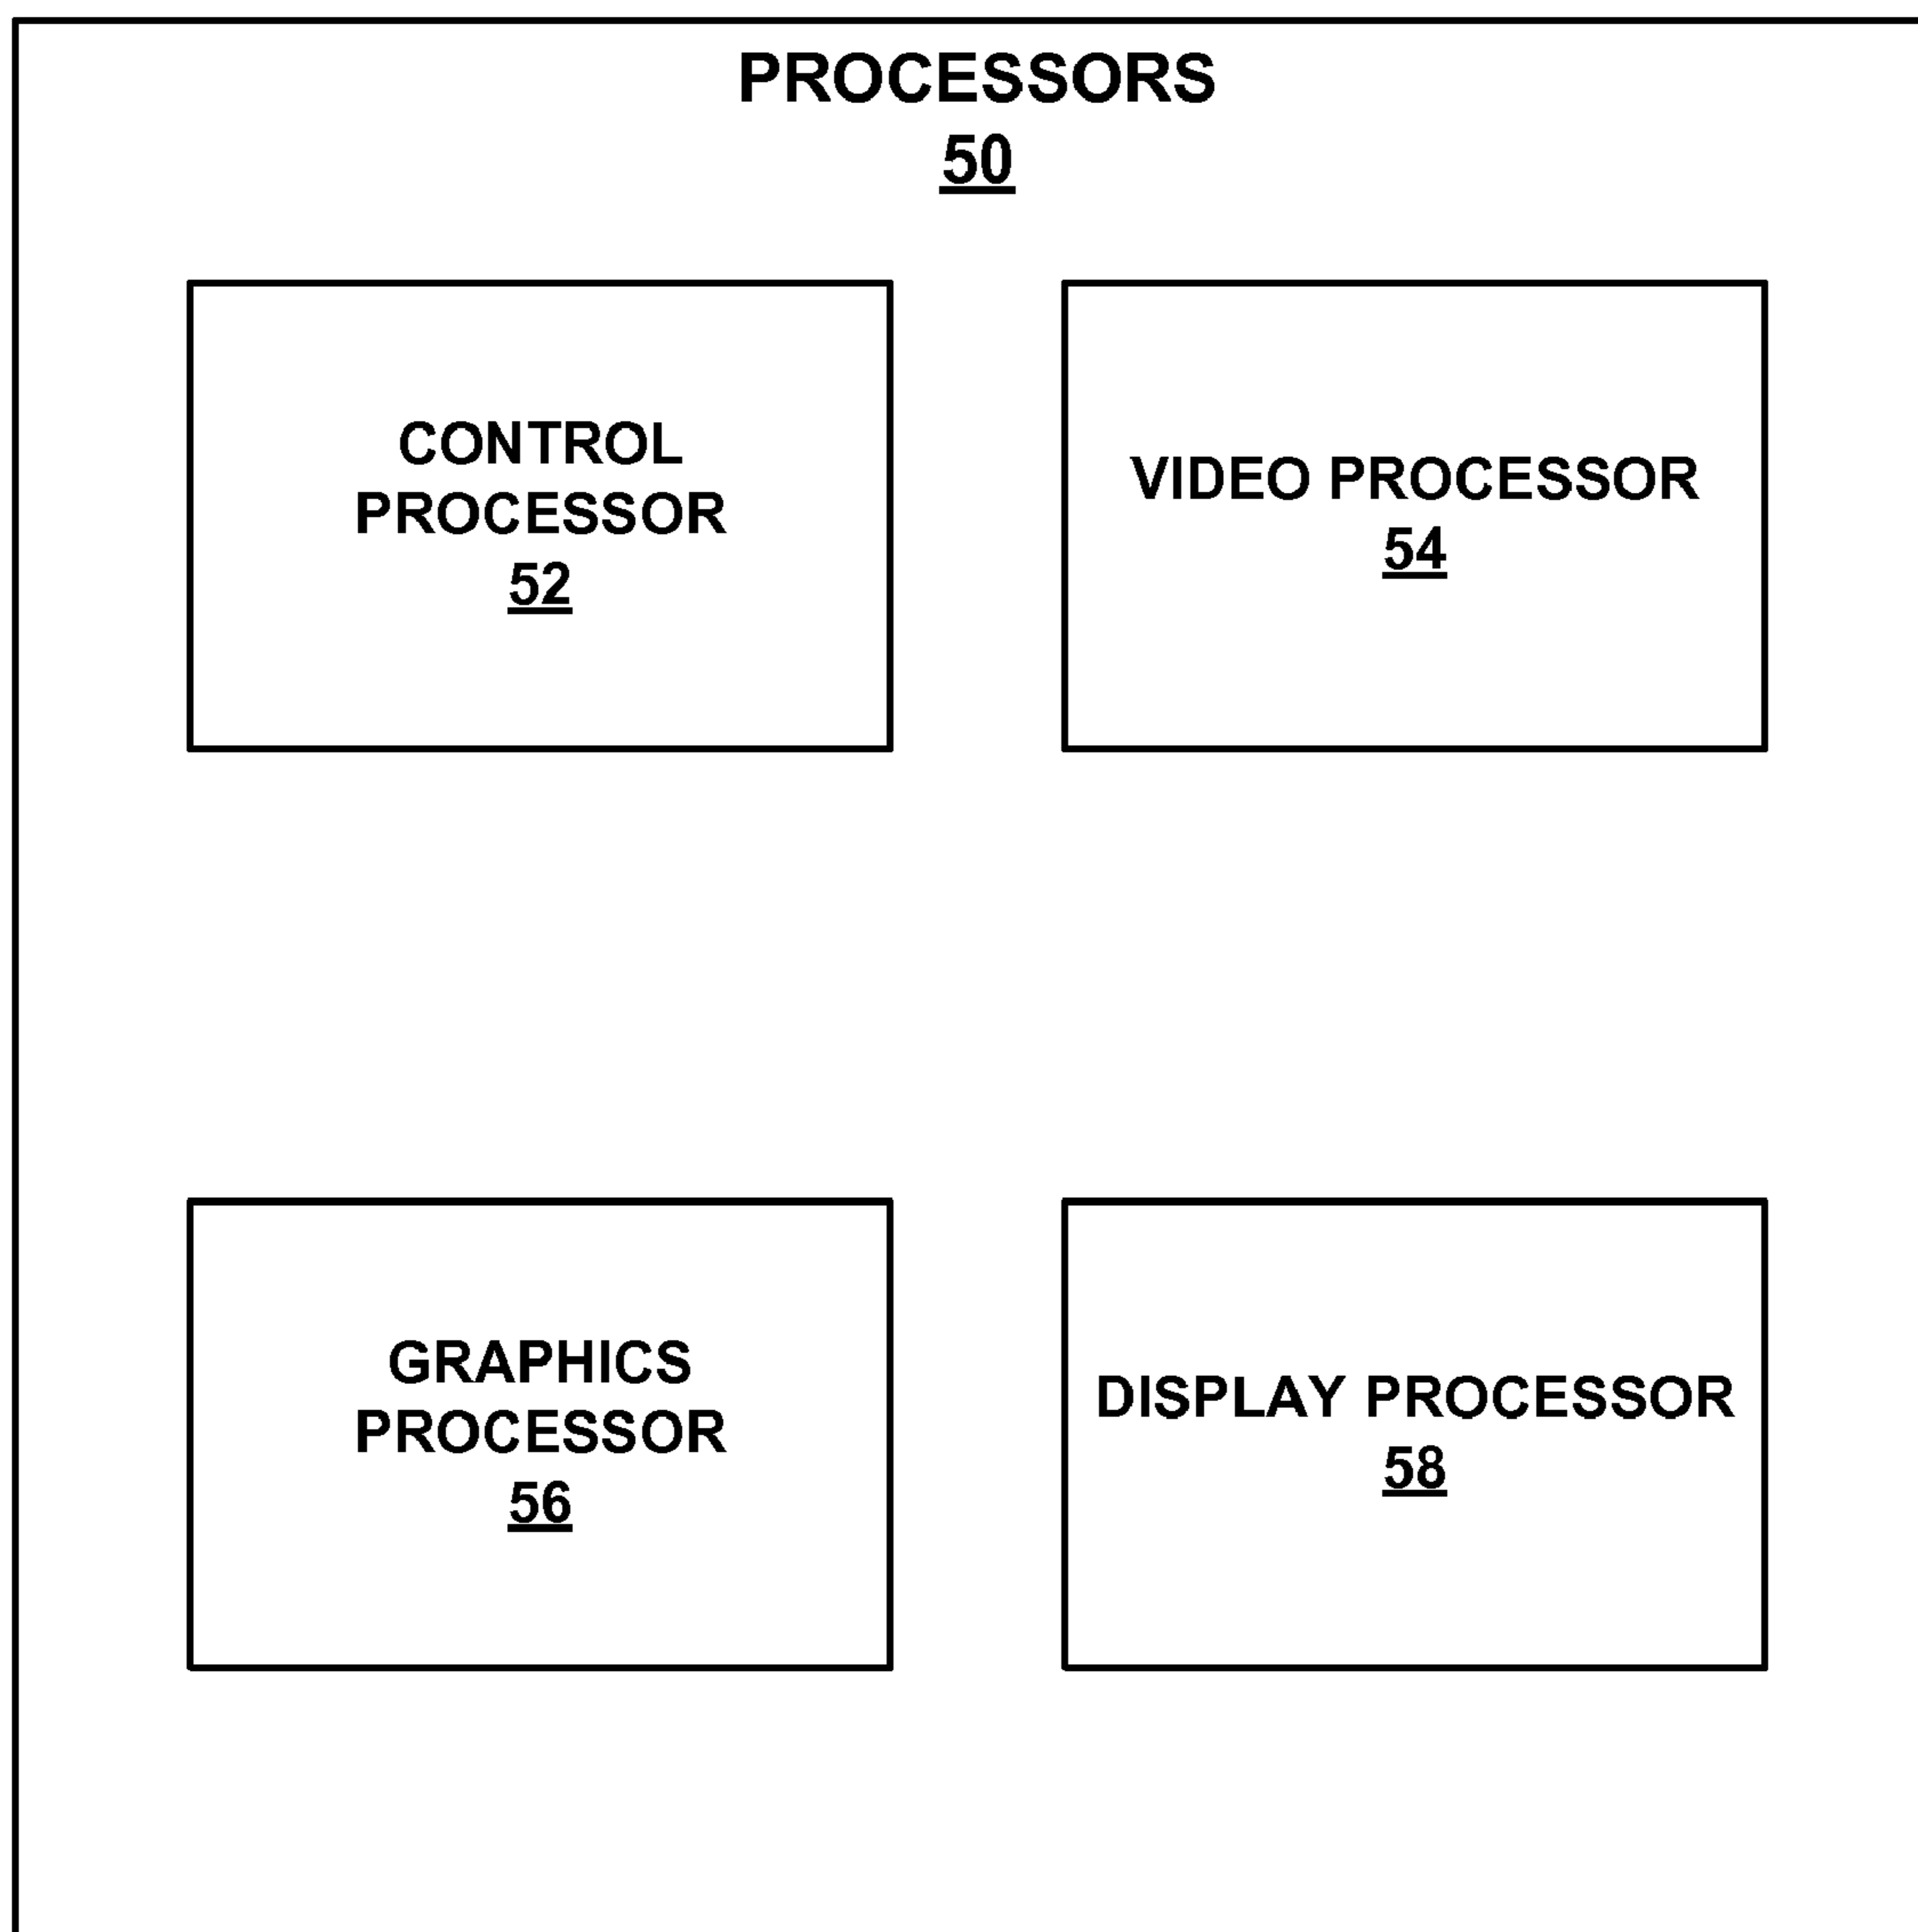 PROCESSORS
50
CONTROL
PROCESSOR
52
VIDEO PROCESSOR
54
GRAPHICS
PROCESSOR
56
DISPLAY PROCESSOR
58